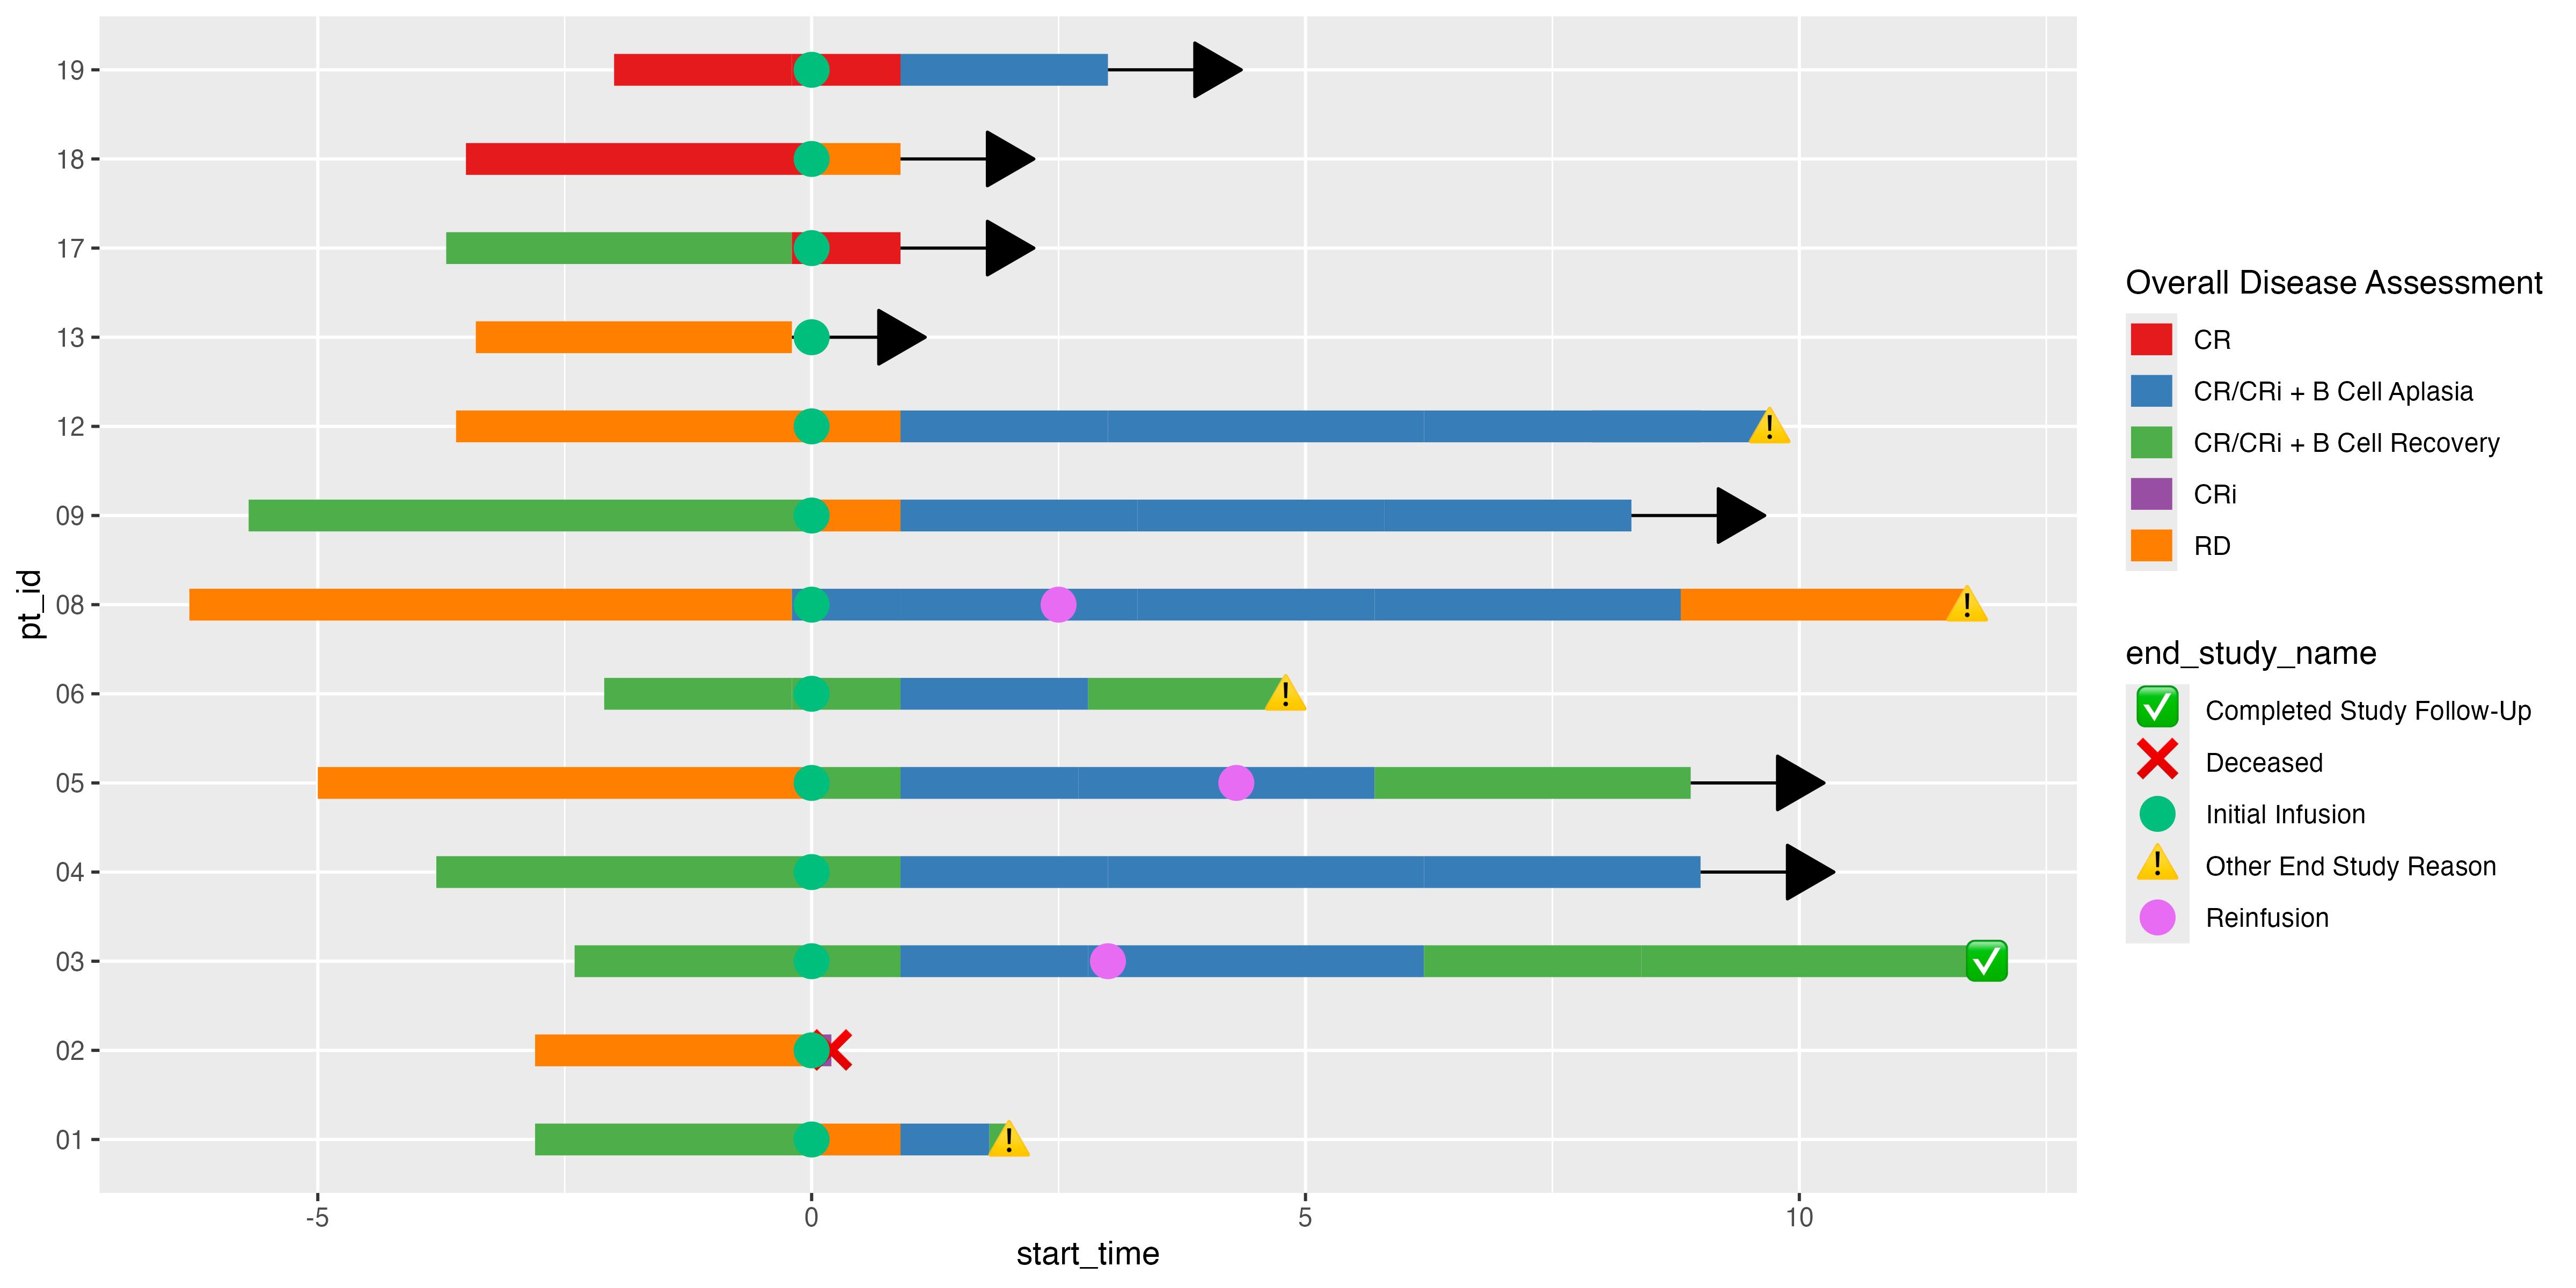 pt_id
19
18
17
13
12
09
08
06
05
04
03
02
01
-5
0
5
10
start_time
Overall Disease Assessment
CR
CR/CRi + B Cell Aplasia
CR/CRi + B Cell Recovery
CRi
RD
end_study_name
Completed Study Follow-Up
Deceased
Initial Infusion
Other End Study Reason
Reinfusion